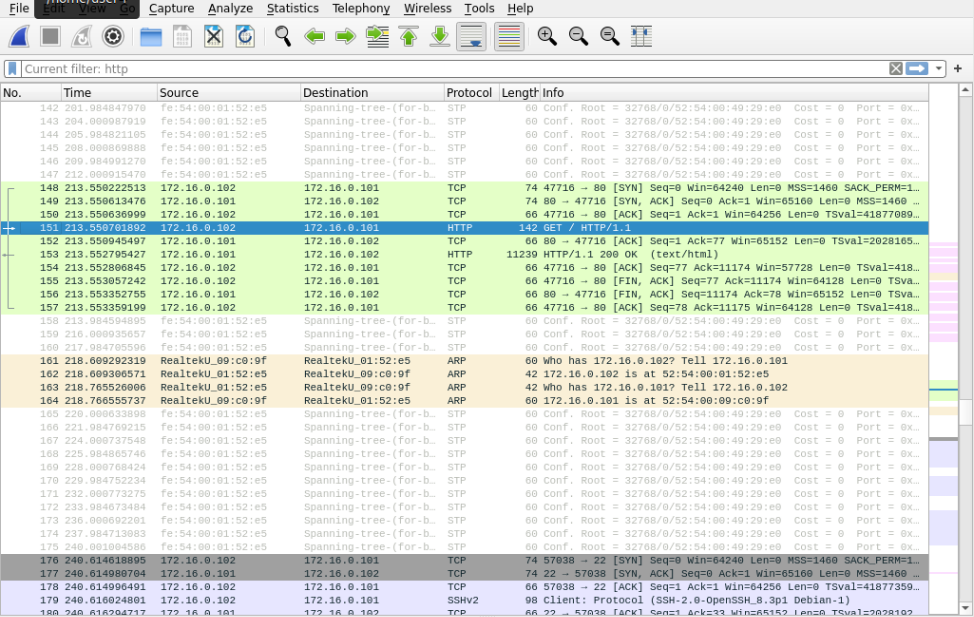 /home/user
File Edit View Go Capture Analyze Statistics Telephony Wireless Tools Help
Current filter: http
No. Time Source Destination Protocol Length Info
142 201.984847970 fe:54:00:01:52:e5 Spanning-tree-(for-b… STP 60 Conf. Root = 32768/0/52:54:00:49:29:e0 Cost = 0 Port = 0x…
143 204.000987919 fe:54:00:01:52:e5 Spanning-tree-(for-b… STP 60 Conf. Root = 32768/0/52:54:00:49:29:e0 Cost = 0 Port = 0x…
144 205.984821105 fe:54:00:01:52:e5 Spanning-tree-(for-b… STP 60 Conf. Root = 32768/0/52:54:00:49:29:e0 Cost = 0 Port = 0x…
145 208.000869888 fe:54:00:01:52:e5 Spanning-tree-(for-b… STP 60 Conf. Root = 32768/0/52:54:00:49:29:e0 Cost = 0 Port = 0x…
146 209.984991270 fe:54:00:01:52:e5 Spanning-tree-(for-b… STP 60 Conf. Root = 32768/0/52:54:00:49:29:e0 Cost = 0 Port = 0x…
147 212.000915470 fe:54:00:01:52:e5 Spanning-tree-(for-b… STP 60 Conf. Root = 32768/0/52:54:00:49:29:e0 Cost = 0 Port = 0x…
148 213.550222513 172.16.0.102 172.16.0.101 TCP 74 47716 → 80 [SYN] Seq=0 Win=64240 Len=0 MSS=1460 SACK_PERM=1…
149 213.550613476 172.16.0.101 172.16.0.102 TCP 74 80 → 47716 [SYN, ACK] Seq=0 Ack=1 Win=65160 Len=0 MSS=1460 …
150 213.550636999 172.16.0.102 172.16.0.101 TCP 66 47716 → 80 [ACK] Seq=1 Ack=1 Win=64256 Len=0 TSval=41877089…
151 213.550701892 172.16.0.102 172.16.0.101 HTTP 142 GET / HTTP/1.1
152 213.550945497 172.16.0.101 172.16.0.102 TCP 66 80 → 47716 [ACK] Seq=1 Ack=77 Win=65152 Len=0 TSval=2028165…
153 213.552795427 172.16.0.101 172.16.0.102 HTTP 11239 HTTP/1.1 200 OK (text/html)
154 213.552806845 172.16.0.102 172.16.0.101 TCP 66 47716 → 80 [ACK] Seq=77 Ack=11174 Win=57728 Len=0 TSval=418…
155 213.553057242 172.16.0.102 172.16.0.101 TCP 66 47716 → 80 [FIN, ACK] Seq=77 Ack=11174 Win=64128 Len=0 TSva…
156 213.553352755 172.16.0.101 172.16.0.102 TCP 66 80 → 47716 [FIN, ACK] Seq=11174 Ack=78 Win=65152 Len=0 TSva…
157 213.553359199 172.16.0.102 172.16.0.101 TCP 66 47716 → 80 [ACK] Seq=78 Ack=11175 Win=64128 Len=0 TSval=418…
158 213.984594895 fe:54:00:01:52:e5 Spanning-tree-(for-b… STP 60 Conf. Root = 32768/0/52:54:00:49:29:e0 Cost = 0 Port = 0x…
159 216.000935657 fe:54:00:01:52:e5 Spanning-tree-(for-b… STP 60 Conf. Root = 32768/0/52:54:00:49:29:e0 Cost = 0 Port = 0x…
160 217.984705596 fe:54:00:01:52:e5 Spanning-tree-(for-b… STP 60 Conf. Root = 32768/0/52:54:00:49:29:e0 Cost = 0 Port = 0x…
161 218.609292319 RealtekU_09:c0:9f RealtekU_01:52:e5 ARP 60 Who has 172.16.0.102? Tell 172.16.0.101
162 218.609306571 RealtekU_01:52:e5 RealtekU_09:c0:9f ARP 42 172.16.0.102 is at 52:54:00:01:52:e5
163 218.765526006 RealtekU_01:52:e5 RealtekU_09:c0:9f ARP 42 Who has 172.16.0.101? Tell 172.16.0.102
164 218.766555737 RealtekU_09:c0:9f RealtekU_01:52:e5 ARP 60 172.16.0.101 is at 52:54:00:09:c0:9f
165 220.000633898 fe:54:00:01:52:e5 Spanning-tree-(for-b… STP 60 Conf. Root = 32768/0/52:54:00:49:29:e0 Cost = 0 Port = 0x…
166 221.984769215 fe:54:00:01:52:e5 Spanning-tree-(for-b… STP 60 Conf. Root = 32768/0/52:54:00:49:29:e0 Cost = 0 Port = 0x…
167 224.000737548 fe:54:00:01:52:e5 Spanning-tree-(for-b… STP 60 Conf. Root = 32768/0/52:54:00:49:29:e0 Cost = 0 Port = 0x…
168 225.984865746 fe:54:00:01:52:e5 Spanning-tree-(for-b… STP 60 Conf. Root = 32768/0/52:54:00:49:29:e0 Cost = 0 Port = 0x…
169 228.000768424 fe:54:00:01:52:e5 Spanning-tree-(for-b… STP 60 Conf. Root = 32768/0/52:54:00:49:29:e0 Cost = 0 Port = 0x…
170 229.984752234 fe:54:00:01:52:e5 Spanning-tree-(for-b… STP 60 Conf. Root = 32768/0/52:54:00:49:29:e0 Cost = 0 Port = 0x…
171 232.000773275 fe:54:00:01:52:e5 Spanning-tree-(for-b… STP 60 Conf. Root = 32768/0/52:54:00:49:29:e0 Cost = 0 Port = 0x…
172 233.984673484 fe:54:00:01:52:e5 Spanning-tree-(for-b… STP 60 Conf. Root = 32768/0/52:54:00:49:29:e0 Cost = 0 Port = 0x…
173 236.000692201 fe:54:00:01:52:e5 Spanning-tree-(for-b… STP 60 Conf. Root = 32768/0/52:54:00:49:29:e0 Cost = 0 Port = 0x…
174 237.984713083 fe:54:00:01:52:e5 Spanning-tree-(for-b… STP 60 Conf. Root = 32768/0/52:54:00:49:29:e0 Cost = 0 Port = 0x…
175 240.001004586 fe:54:00:01:52:e5 Spanning-tree-(for-b… STP 60 Conf. Root = 32768/0/52:54:00:49:29:e0 Cost = 0 Port = 0x…
176 240.614618895 172.16.0.102 172.16.0.101 TCP 74 57038 → 22 [SYN] Seq=0 Win=64240 Len=0 MSS=1460 SACK_PERM=1…
177 240.614980704 172.16.0.101 172.16.0.102 TCP 74 22 → 57038 [SYN, ACK] Seq=0 Ack=1 Win=65160 Len=0 MSS=1460 …
178 240.614996491 172.16.0.102 172.16.0.101 TCP 66 57038 → 22 [ACK] Seq=1 Ack=1 Win=64256 Len=0 TSval=41877359…
179 240.616024801 172.16.0.102 172.16.0.101 SSHv2 98 Client: Protocol (SSH-2.0-OpenSSH_8.3p1 Debian-1)
180 240.616294717 172.16.0.101 172.16.0.102 TCP 66 22 → 57038 [ACK] Seq=1 Ack=33 Win=65152 Len=0 TSval=2028192…